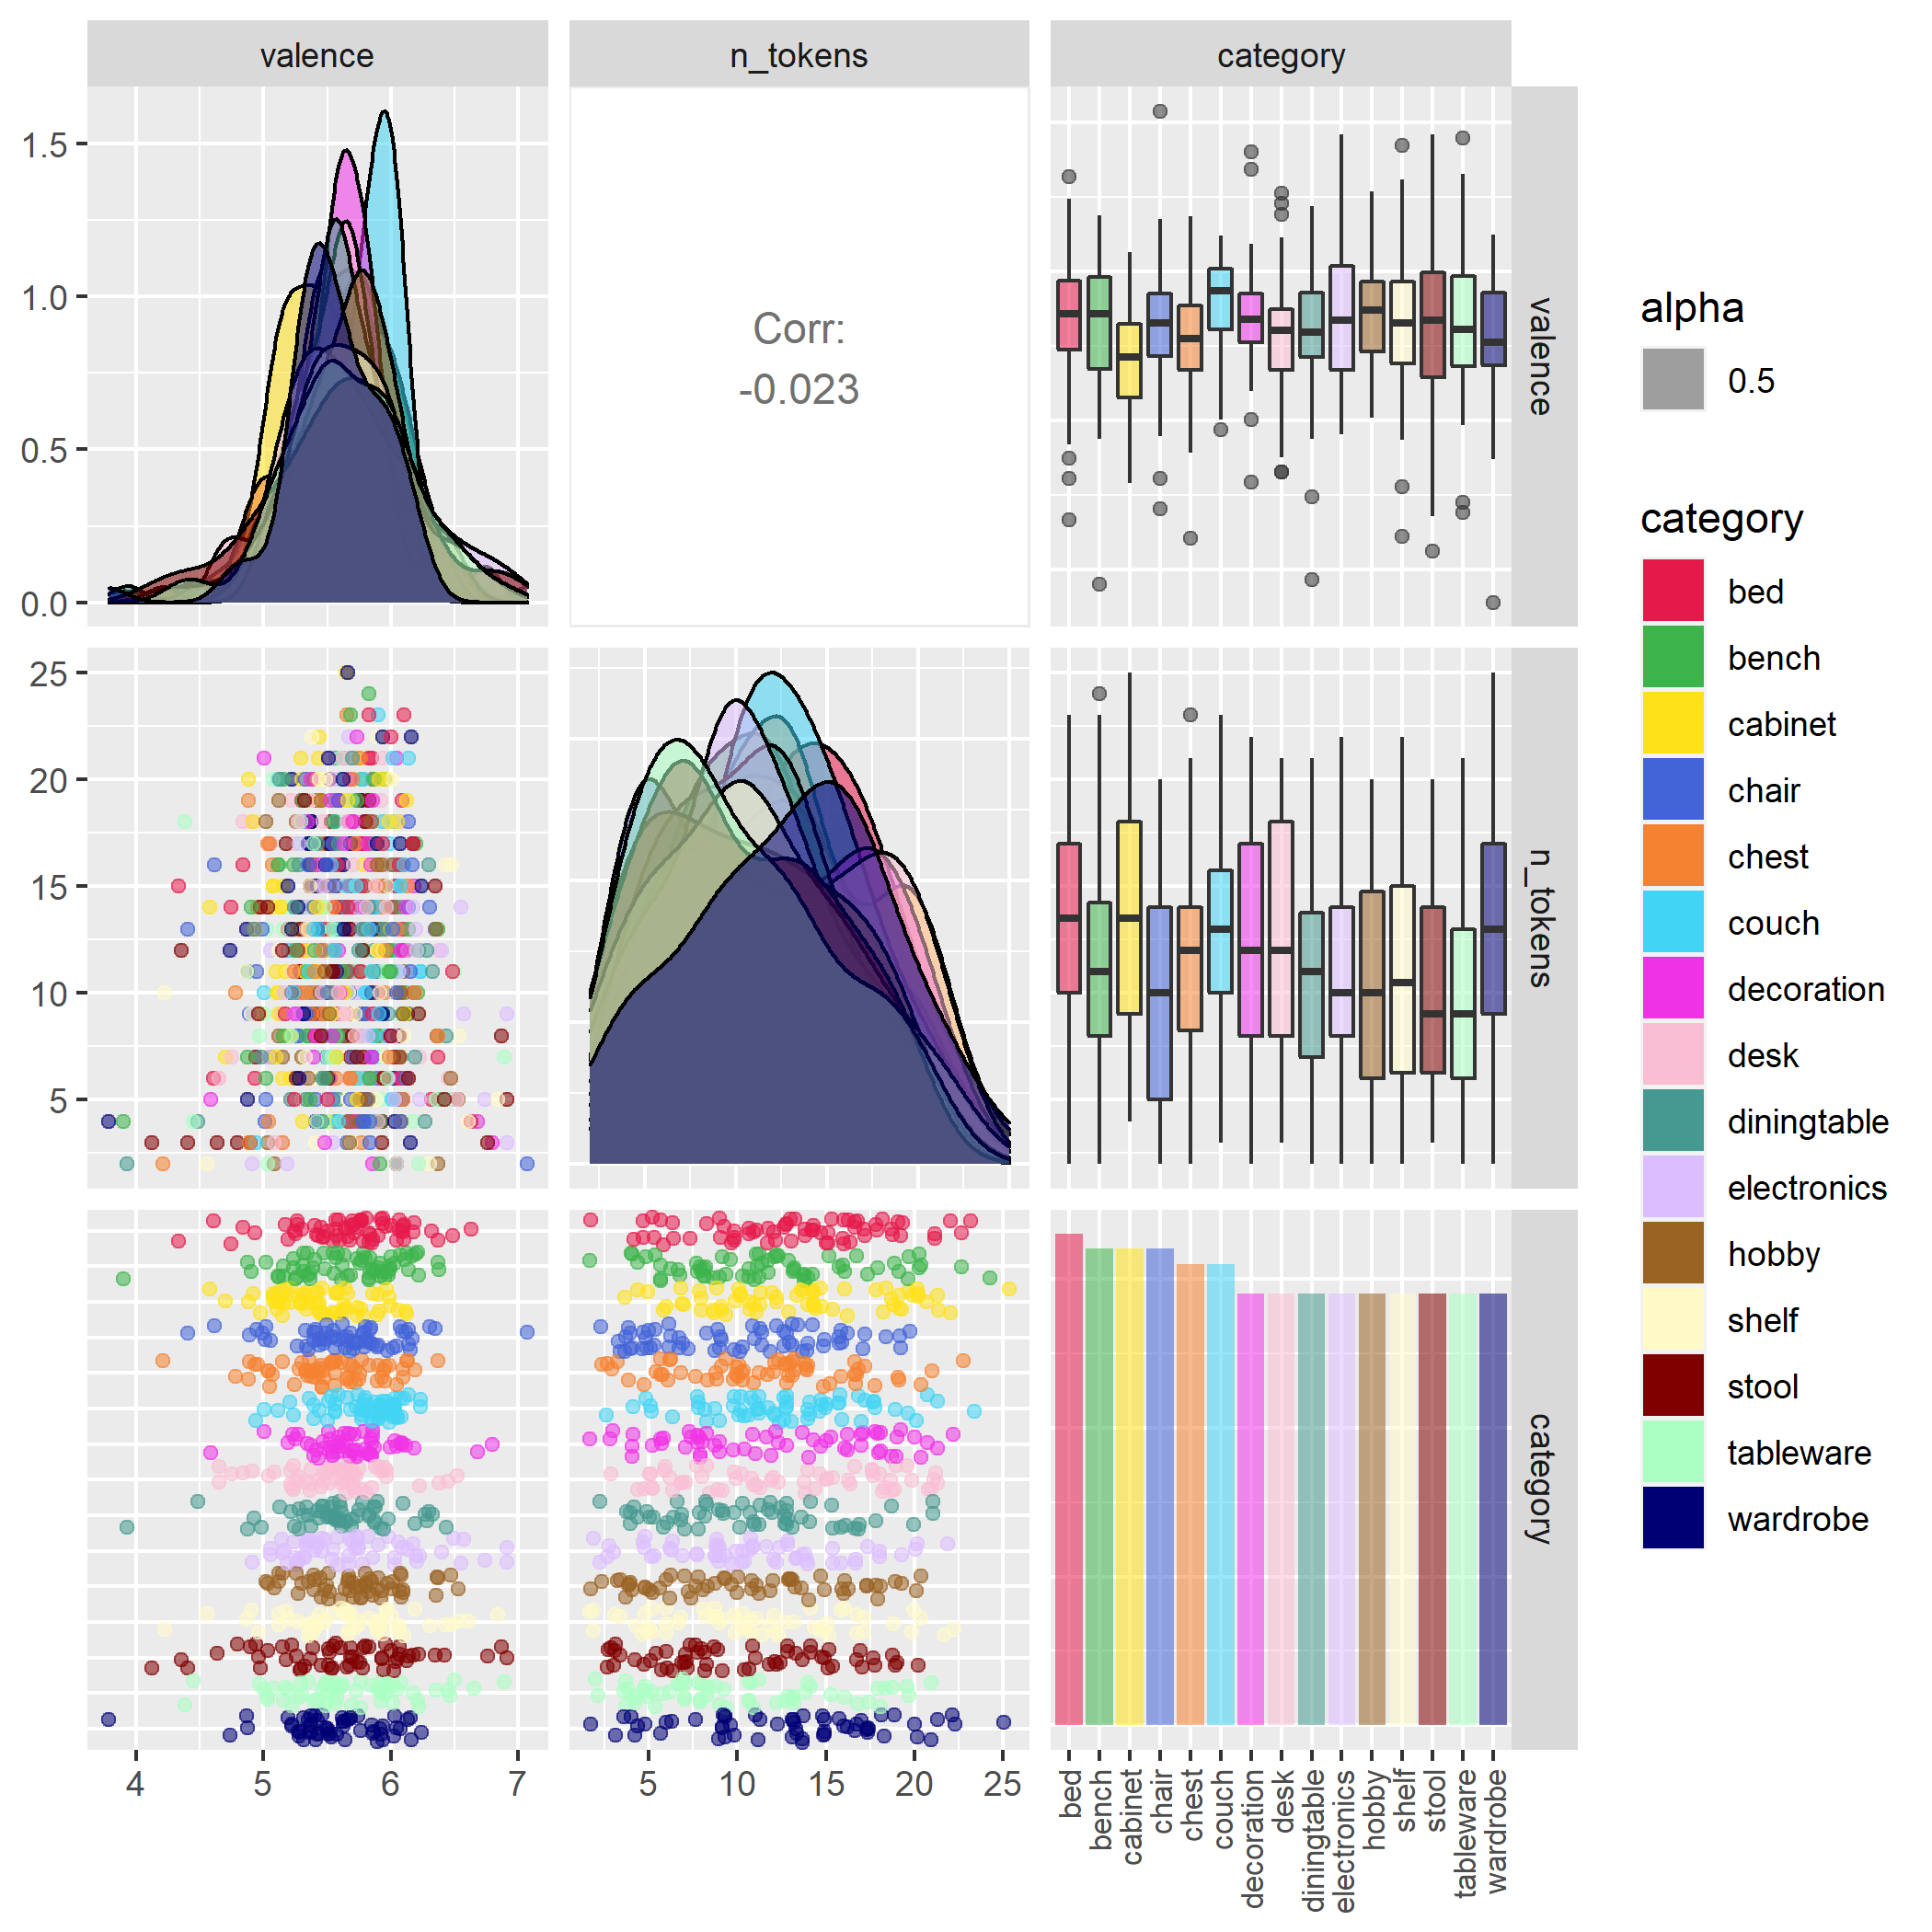 valence
n_tokens
category
1.5
1.0
0.5
0.0
Corr:
-0.023
valence
25
20
15
10
5
n_tokens
category
4
5
6
7
5
10
15
20
25
bed
bench
cabinet
chair
chest
couch
decoration
desk
diningtable
electronics
hobby
shelf
stool
tableware
wardrobe
alpha
0.5
category
bed
bench
cabinet
chair
chest
couch
decoration
desk
diningtable
electronics
hobby
shelf
stool
tableware
wardrobe